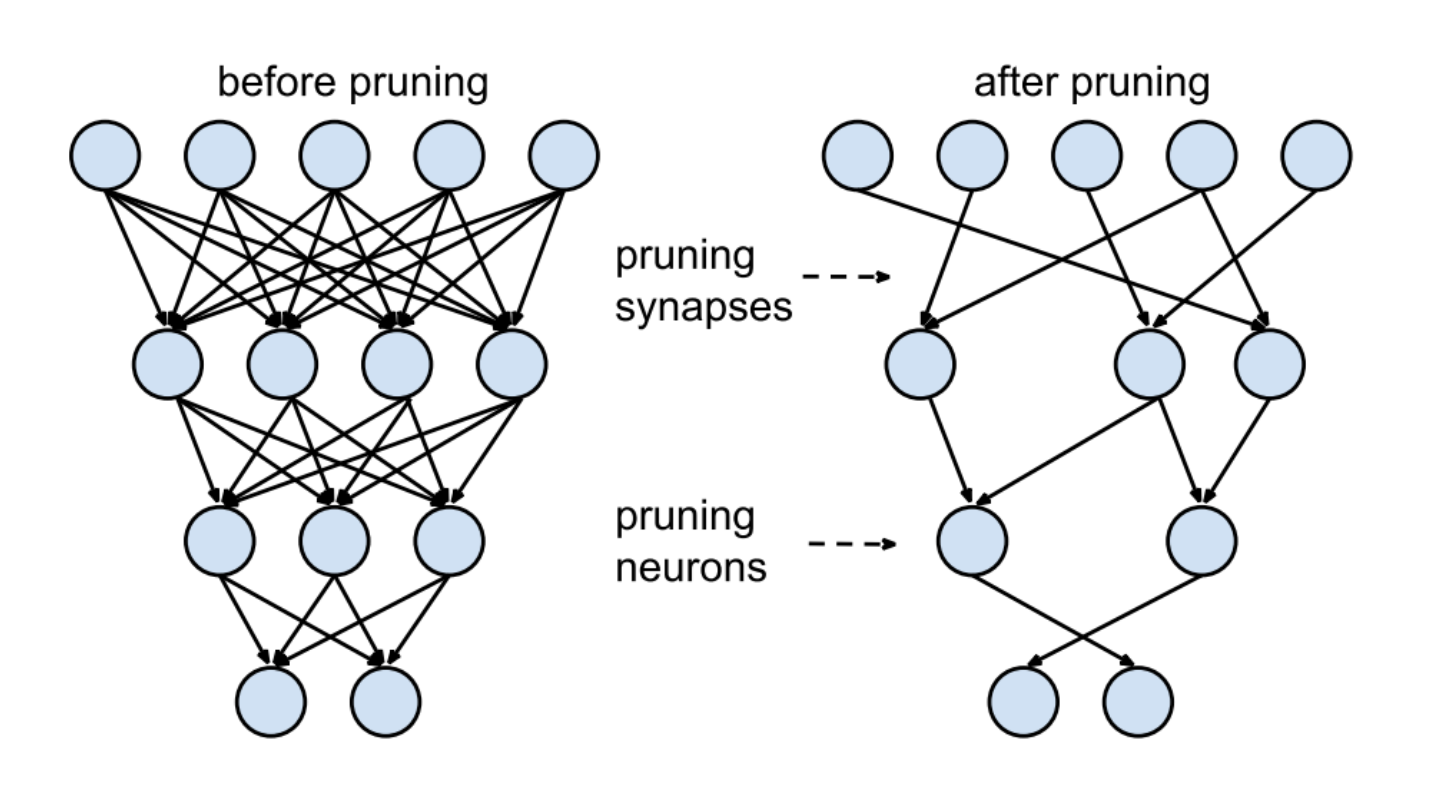 before pruning
after pruning
pruning
synapses
pruning
neurons